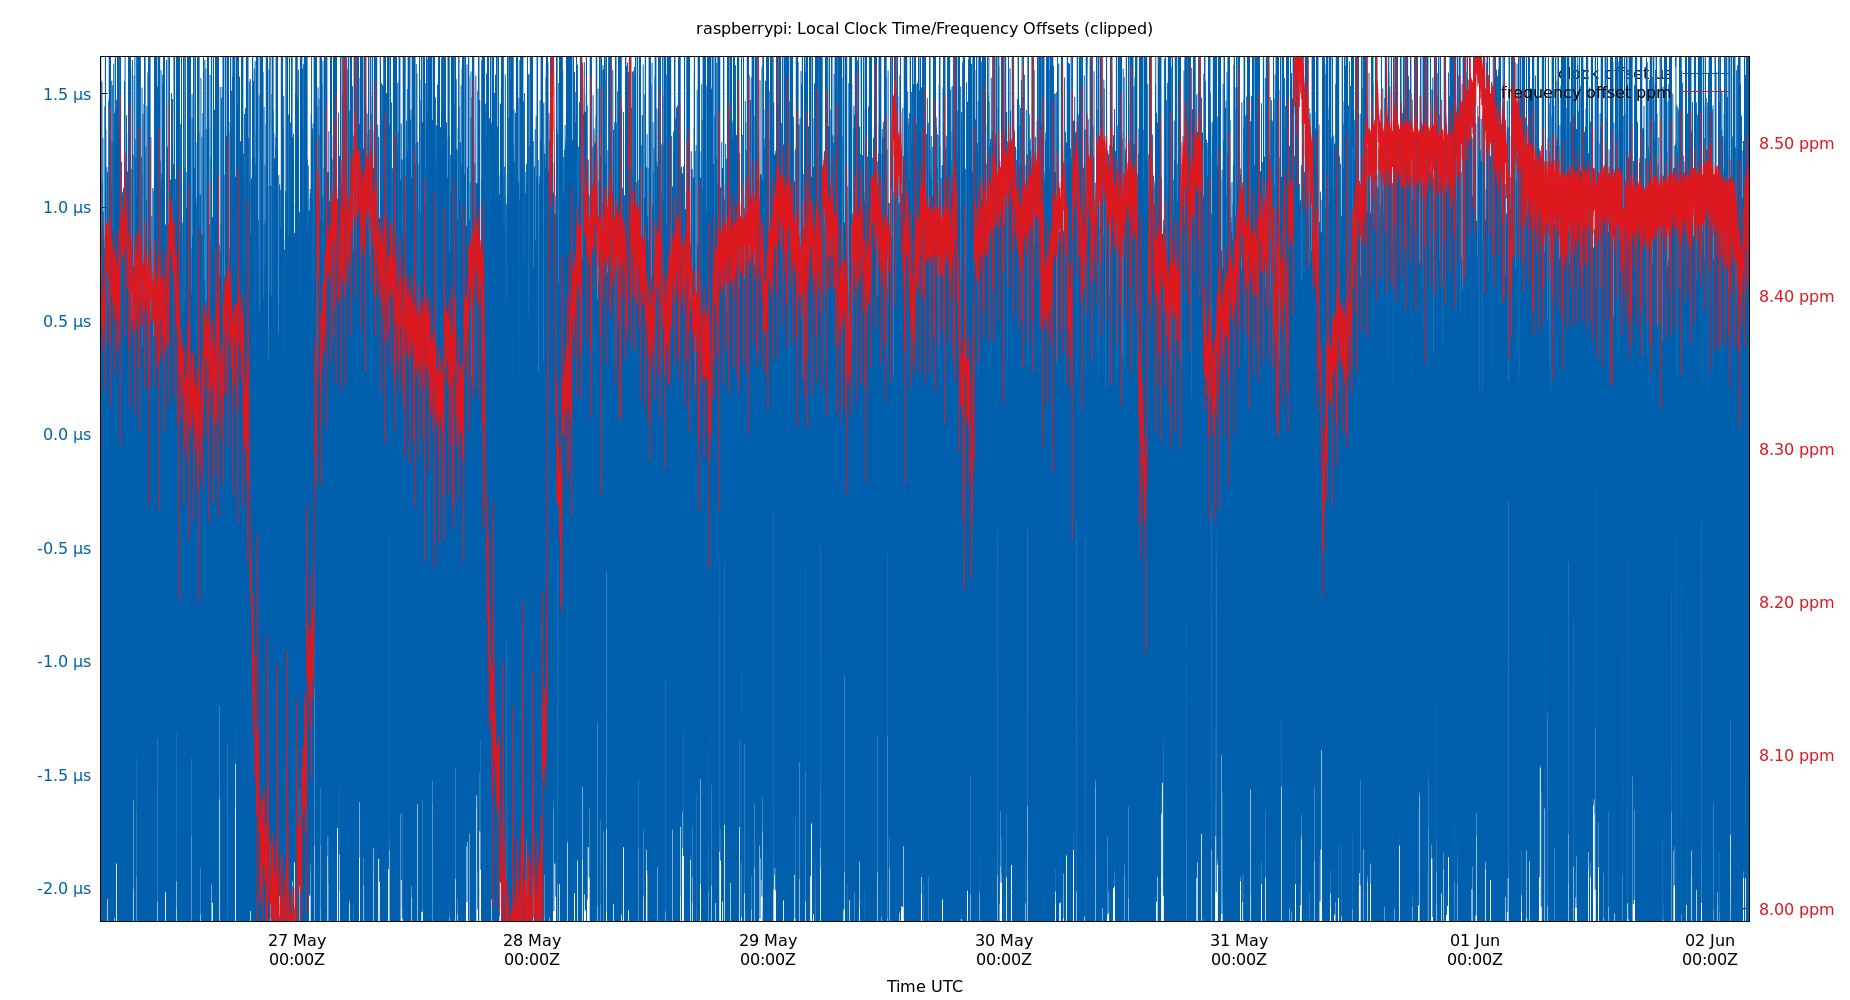 raspberrypi: Local Clock Time/Frequency Offsets (clipped)
clock offset µs
frequency offset ppm
1.5 µs
1.0 µs
0.5 µs
0.0 µs
-0.5 µs
-1.0 µs
-1.5 µs
-2.0 µs
8.50 ppm
8.40 ppm
8.30 ppm
8.20 ppm
8.10 ppm
8.00 ppm
27 May
00:00Z
28 May
00:00Z
29 May
00:00Z
30 May
00:00Z
31 May
00:00Z
01 Jun
00:00Z
02 Jun
00:00Z
Time UTC